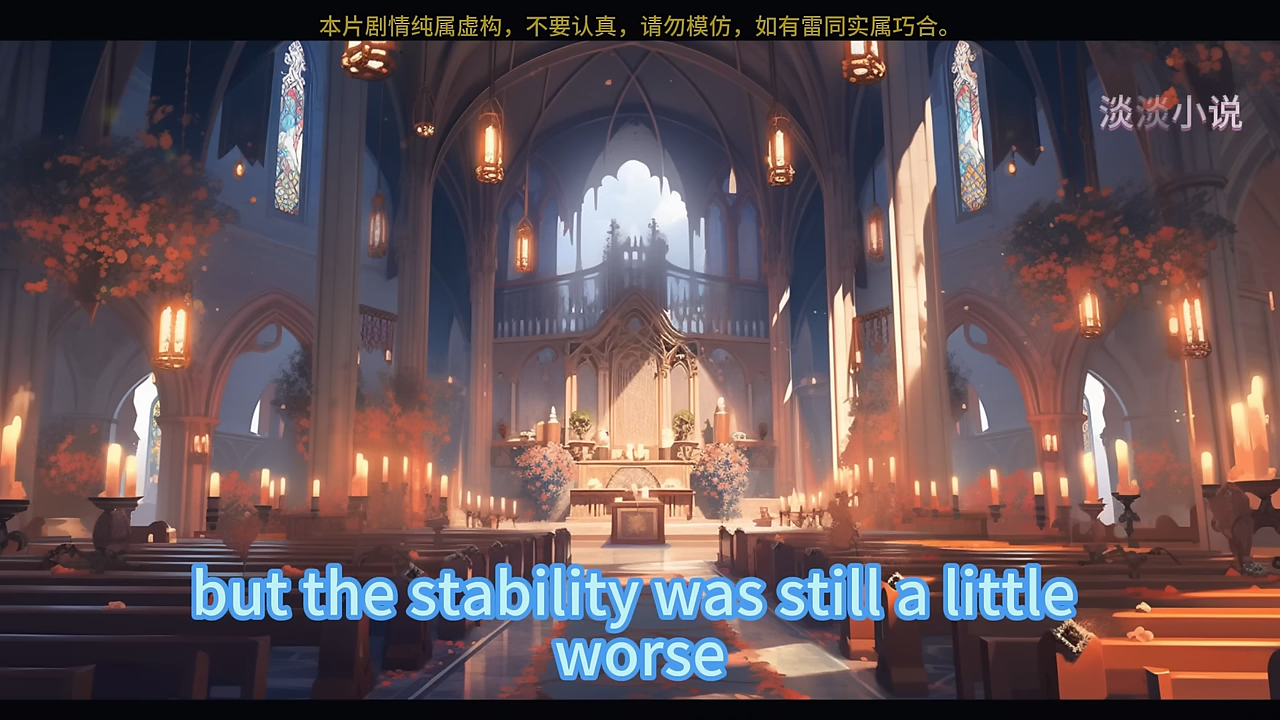 本片剧情纯属虚构，不要认真，请勿模仿，如有雷同实属巧合。
淡淡小说
but the stability was still a little
worse